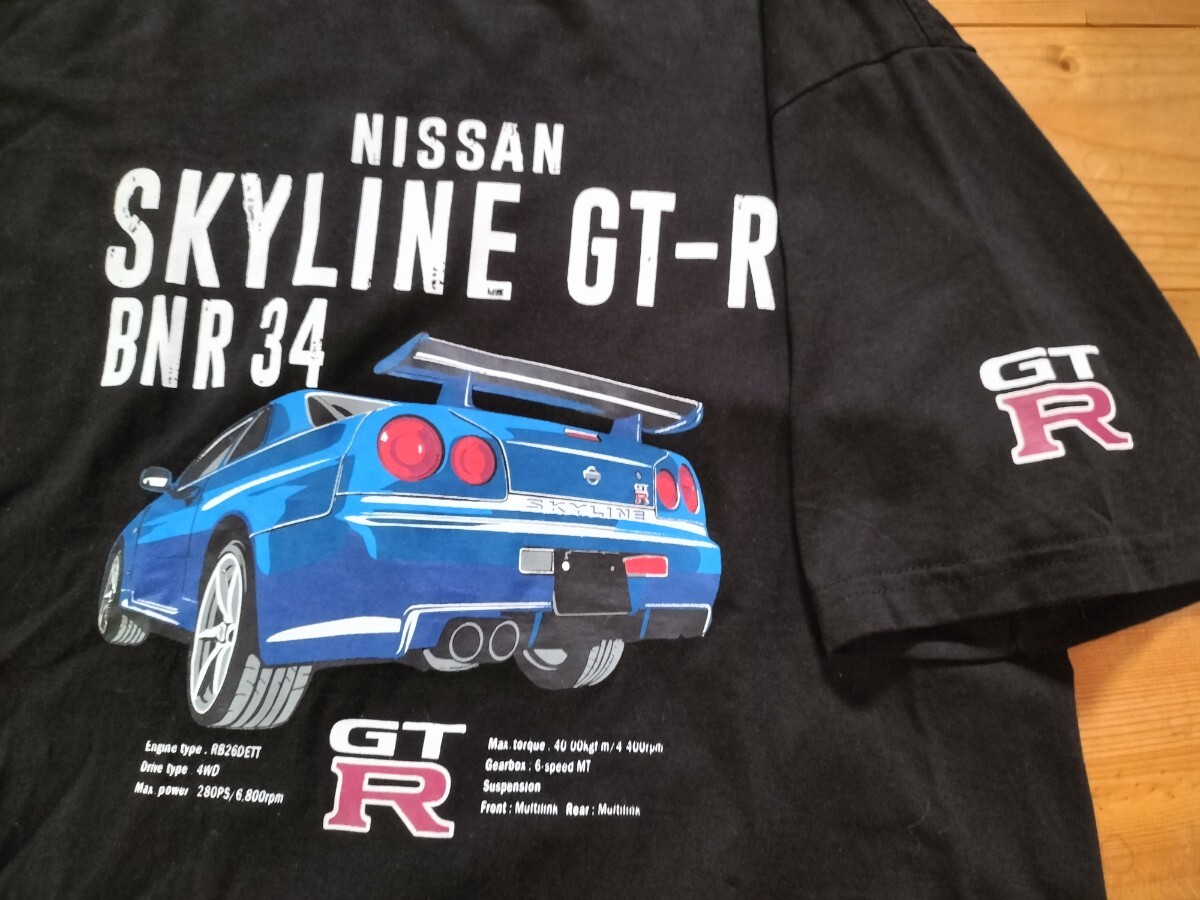 NISSAN
SKYLINE GT-R
BNR 34
GT
R
GT
R
SKYLINE
Engine type : RB26DETT
Drive type : 4WD
Max. power : 280PS/6,800rpm
GT
R
Max. torque : 40.00kgf m/4 400rpm
Gearbox : 6-speed MT
Suspension
Front : Multilink Rear : Multilink